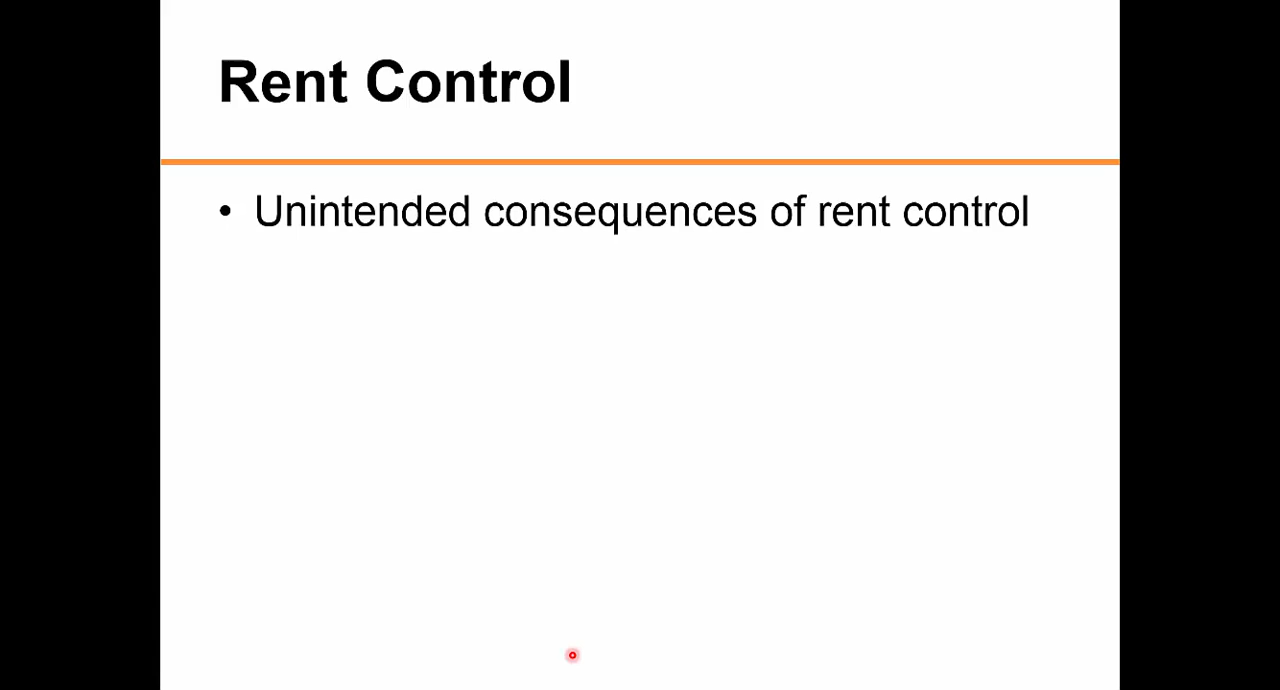 Rent Control
• Unintended consequences of rent control